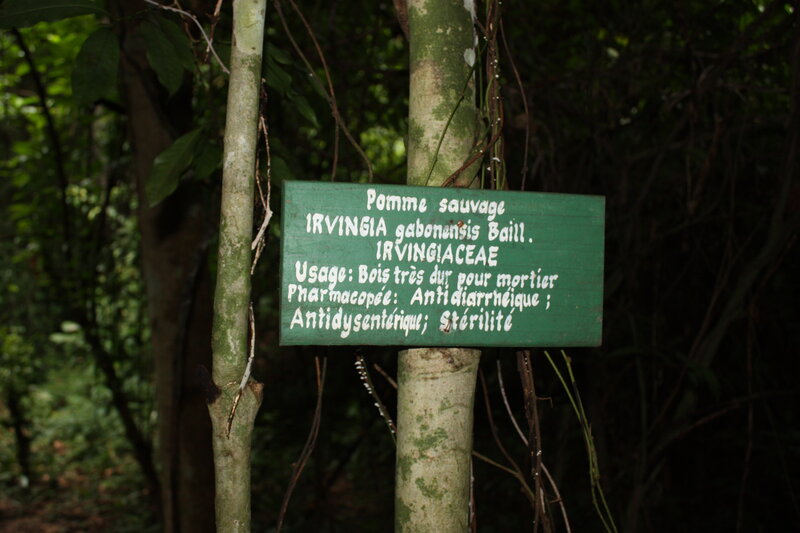 Pomme sauvage
IRVINGIA gabonensis Baill.
IRVINGIACEAE
Usage: Bois très dur pour mortier
Pharmacopée: Antidiarrhéique;
Antidysentérique; Stérilité